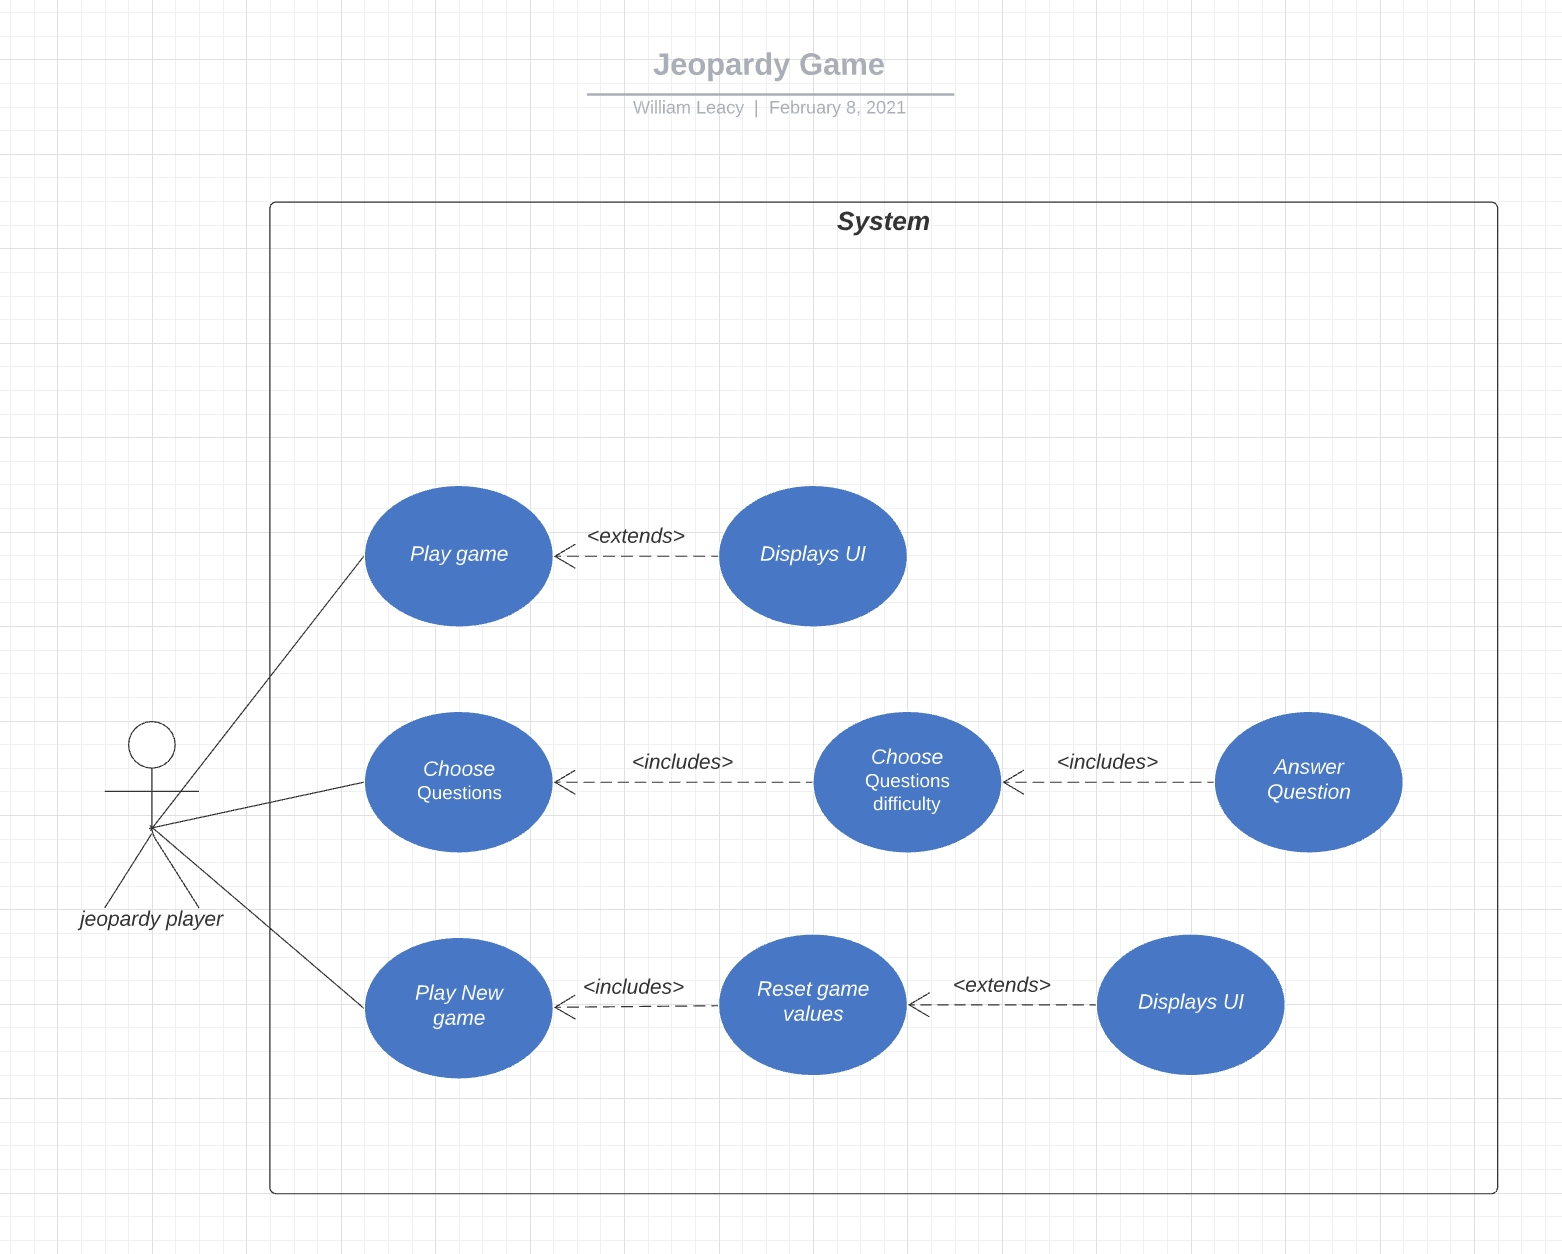 Jeopardy Game
William Leacy | February 8, 2021
System
Play game
<extends>
Displays UI
Choose
Questions
<includes>
Choose
Questions
difficulty
<includes>
Answer
Question
jeopardy player
Play New
game
<includes>
Reset game
values
<extends>
Displays UI